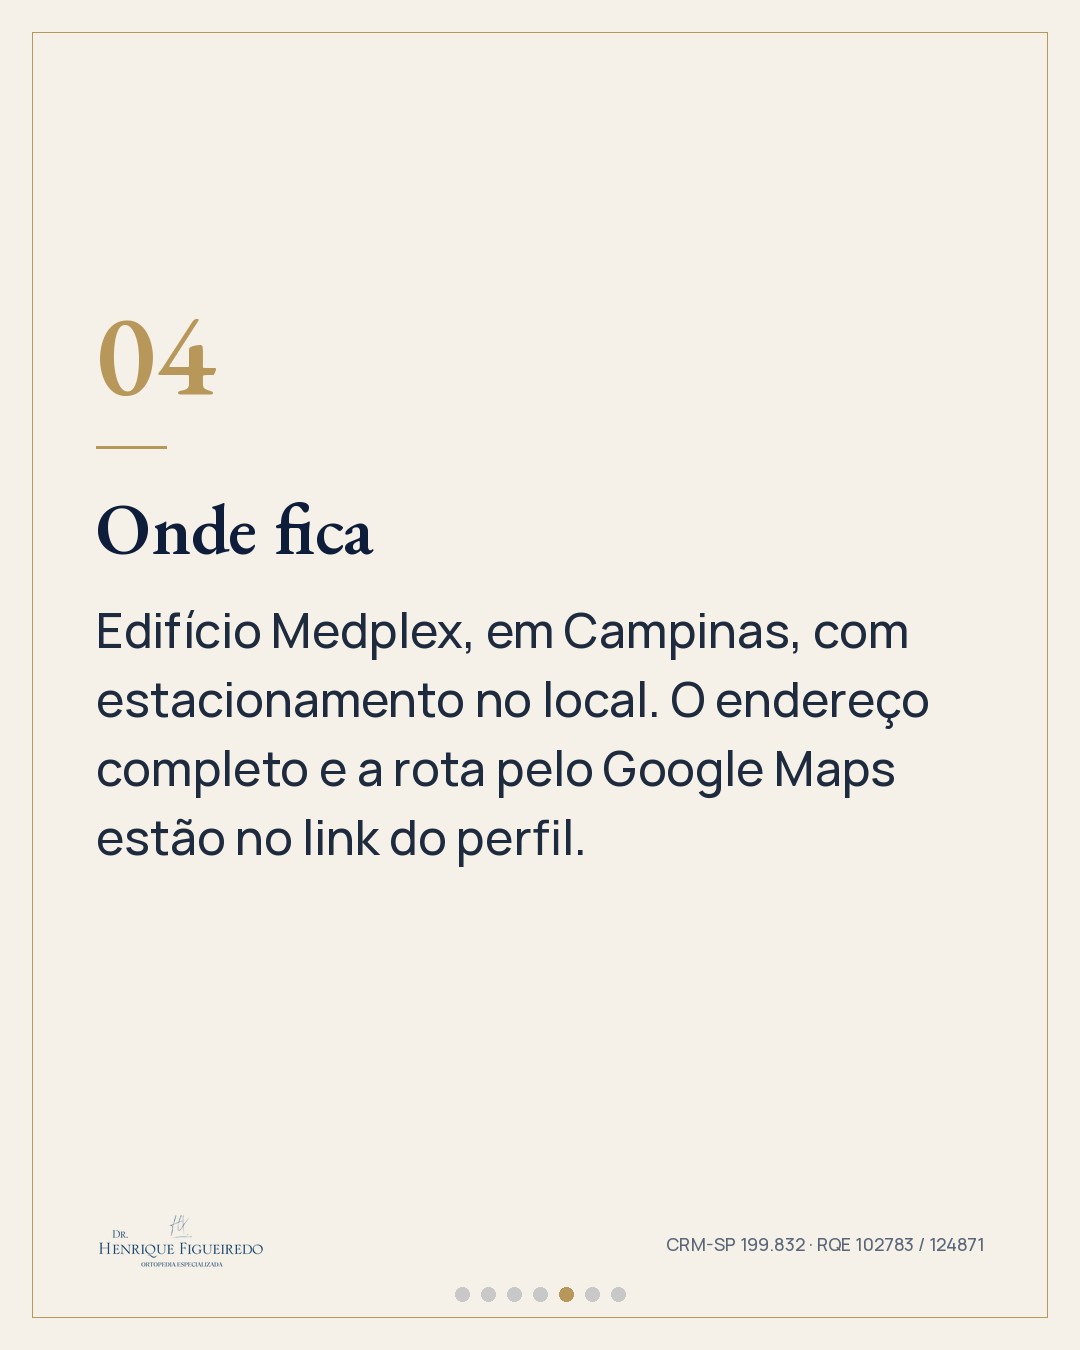 04
Onde fica
Edifício Medplex, em Campinas, com
estacionamento no local. O endereço
completo e a rota pelo Google Maps
estão no link do perfil.
DR.
HENRIQUE FIGUEIREDO
ORTOPEDIA ESPECIALIZADA
CRM-SP 199.832 · RQE 102783 / 124871